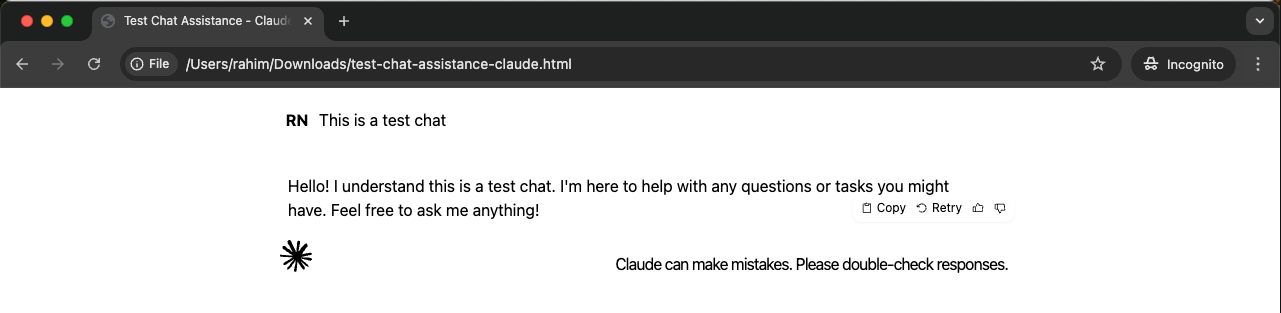 Test Chat Assistance - Claud
File
/Users/rahim/Downloads/test-chat-assistance-claude.html
Incognito
RN This is a test chat
Hello! I understand this is a test chat. I'm here to help with any questions or tasks you might
have. Feel free to ask me anything!
Copy Retry
Claude can make mistakes. Please double-check responses.